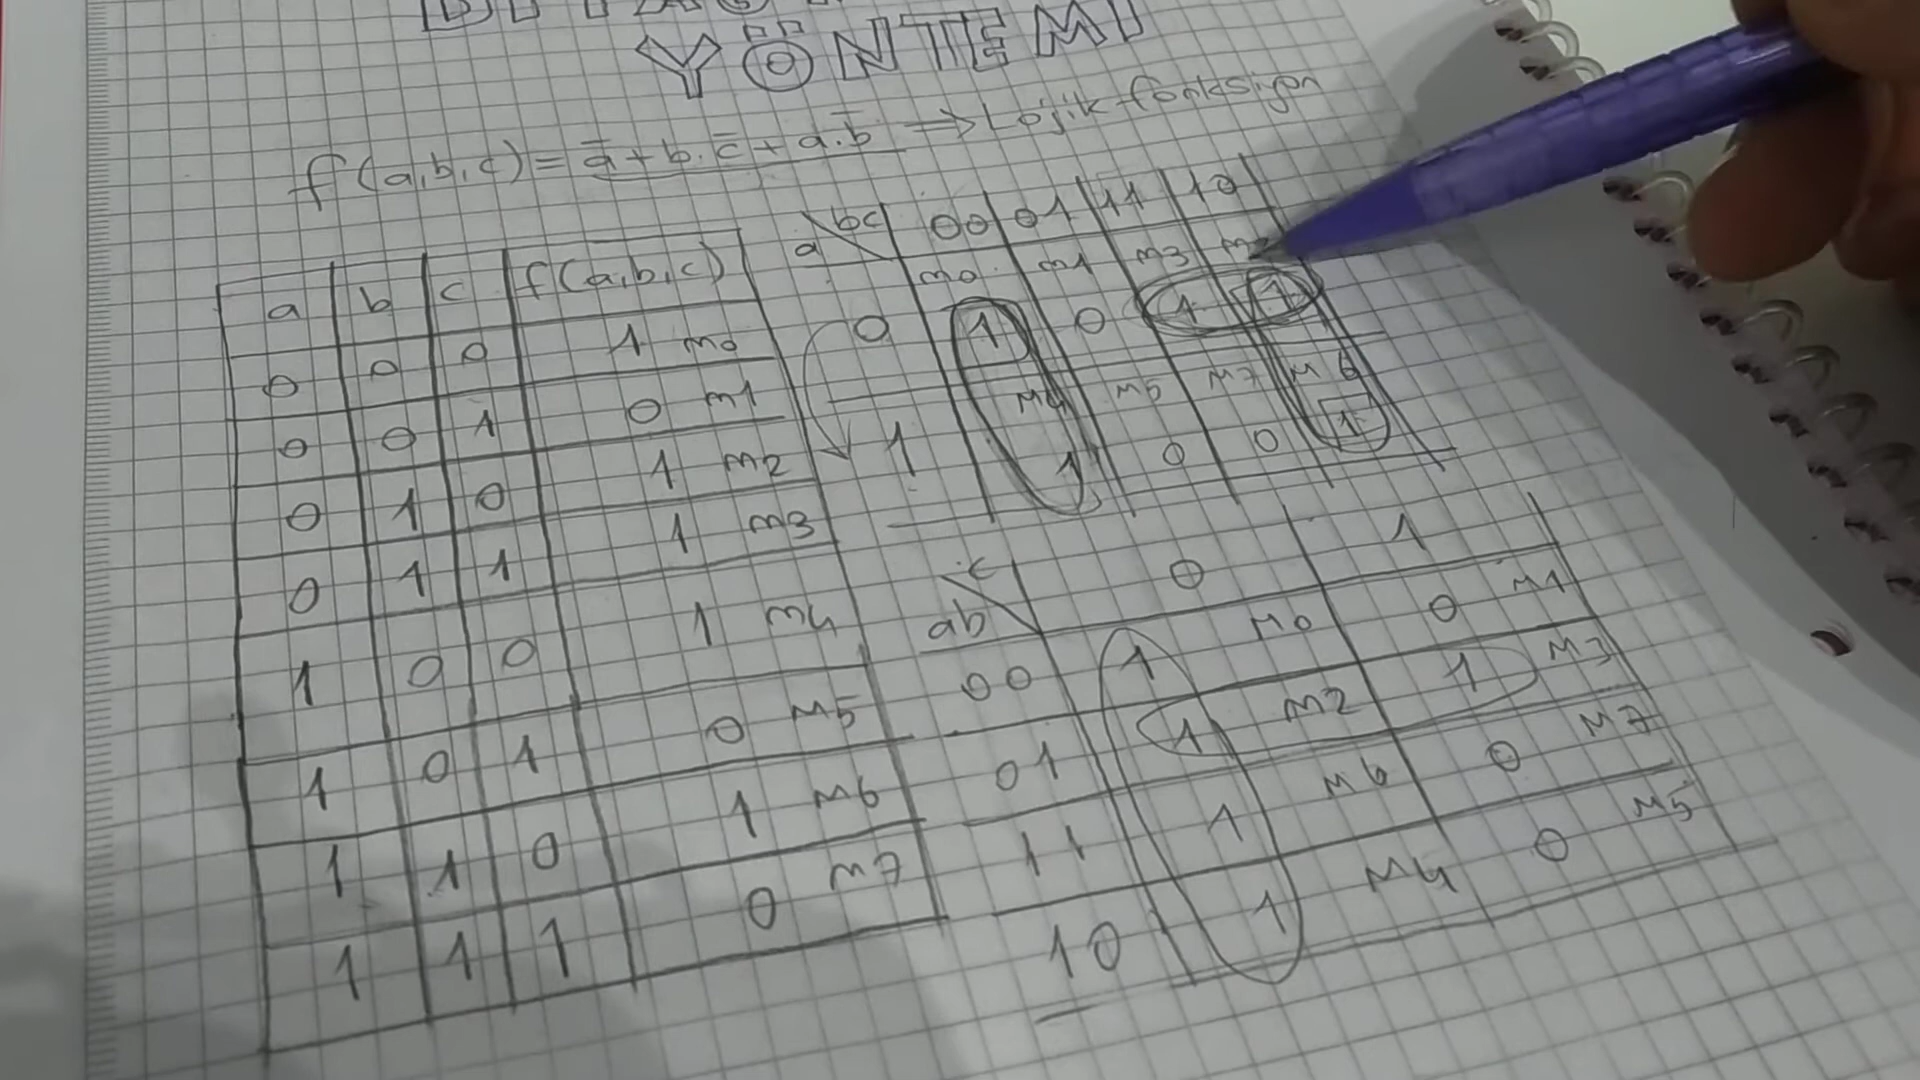 YÖNTEMİ
f(a,b,c) = a̅ + b.c̅ + a.b̅ => Lojik fonksiyon
a b c f(a,b,c)
0 0 0 1 m0
0 0 1 0 m1
0 1 0 1 m2
0 1 1 1 m3
1 0 0 1 m4
1 0 1 0 m5
1 1 0 1 m6
1 1 1 0 m7
a bc 00 01 11 10
m0 m1 m3 m2
0 1 0 1 1
m4 m5 m7 m6
1 1 0 0 1
ab c 0 1
00 1 m0 0 m1
01 1 m2 1 m3
11 1 m6 0 m7
10 1 m4 0 m5